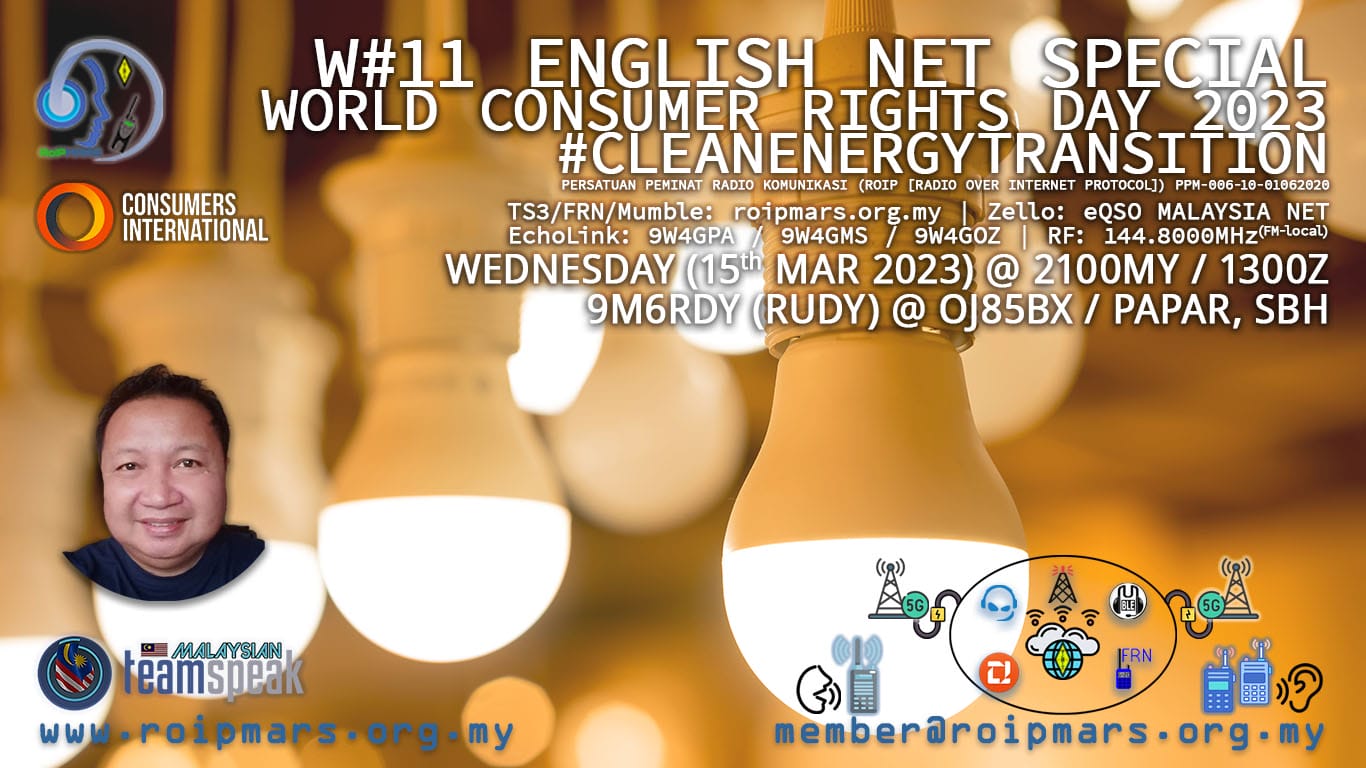 W#11 ENGLISH NET SPECIAL
WORLD CONSUMER RIGHTS DAY 2023
#CLEANENERGYTRANSITION
PERSATUAN PEMINAT RADIO KOMUNIKASI (ROIP [RADIO OVER INTERNET PROTOCOL]) PPM-006-10-01062020
TS3/FRN/Mumble: roipmars.org.my | Zello: eQSO MALAYSIA NET
EchoLink: 9W4GPA / 9W4GMS / 9W4GOZ | RF: 144.8000MHz(FM-local)
WEDNESDAY (15th MAR 2023) @ 2100MY / 1300Z
9M6RDY (RUDY) @ OJ85BX / PAPAR, SBH
CONSUMERS
INTERNATIONAL
5G
5G
BLE
FRN
MALAYSIAN
teamspeak
www.roipmars.org.my
member@roipmars.org.my